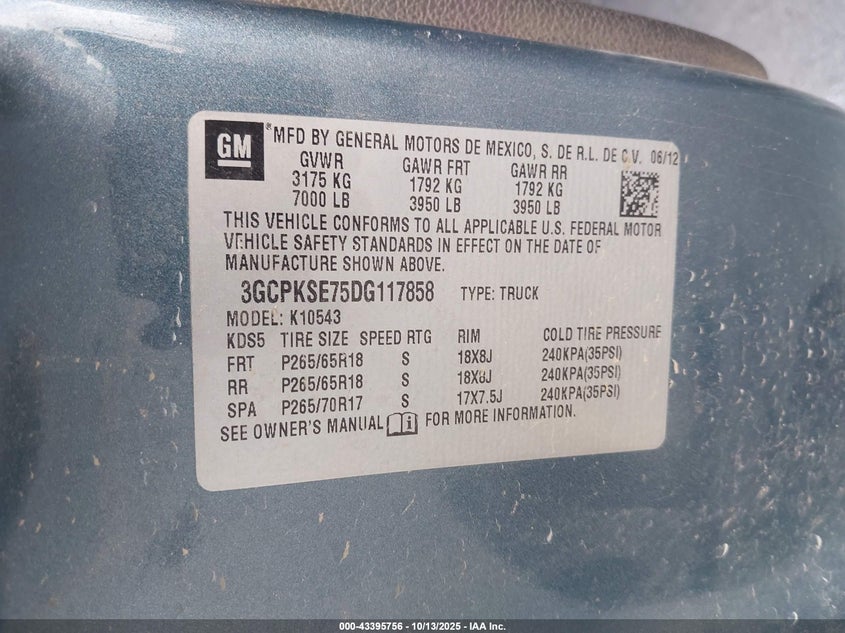 GM ® MFD BY GENERAL MOTORS DE MEXICO, S. DE R.L. DE C.V. 06/12
GVWR GAWR FRT GAWR RR
3175 KG 1792 KG 1792 KG
7000 LB 3950 LB 3950 LB
THIS VEHICLE CONFORMS TO ALL APPLICABLE U.S. FEDERAL MOTOR
VEHICLE SAFETY STANDARDS IN EFFECT ON THE DATE OF
MANUFACTURE SHOWN ABOVE.
3GCPKSE75DG117858 TYPE: TRUCK
MODEL: K10543
KDS5 TIRE SIZE SPEED RTG RIM COLD TIRE PRESSURE
FRT P265/65R18 S 18X8J 240KPA(35PSI)
RR P265/65R18 S 18X8J 240KPA(35PSI)
SPA P265/70R17 S 17X7.5J 240KPA(35PSI)
SEE OWNER'S MANUAL i FOR MORE INFORMATION.
000-43395756 - 10/13/2025 - IAA Inc.